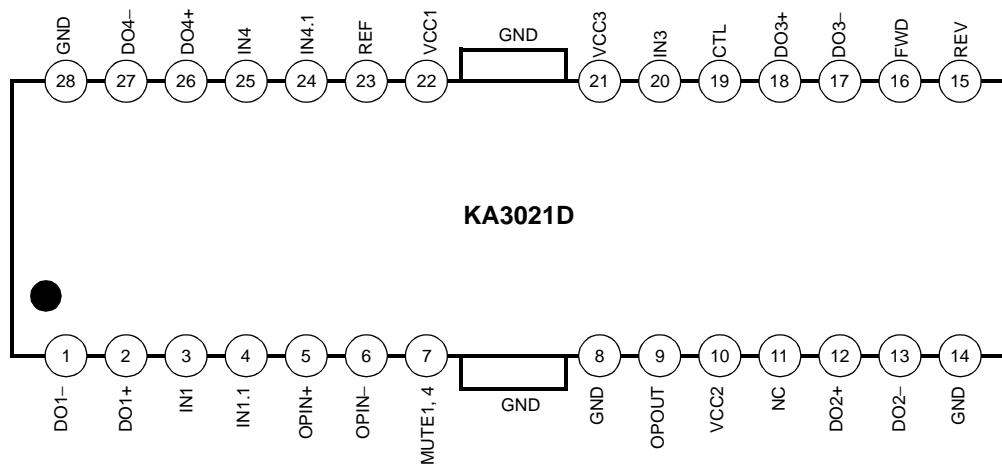 GND
DO4−
DO4+
IN4
IN4.1
REF
VCC1
GND
VCC3
IN3
CTL
DO3+
DO3−
FWD
REV
28
27
26
25
24
23
22
21
20
19
18
17
16
15
KA3021D
1
2
3
4
5
6
7
8
9
10
11
12
13
14
DO1−
DO1+
IN1
IN1.1
OPIN+
OPIN−
MUTE1, 4
GND
GND
OPOUT
VCC2
NC
DO2+
DO2−
GND